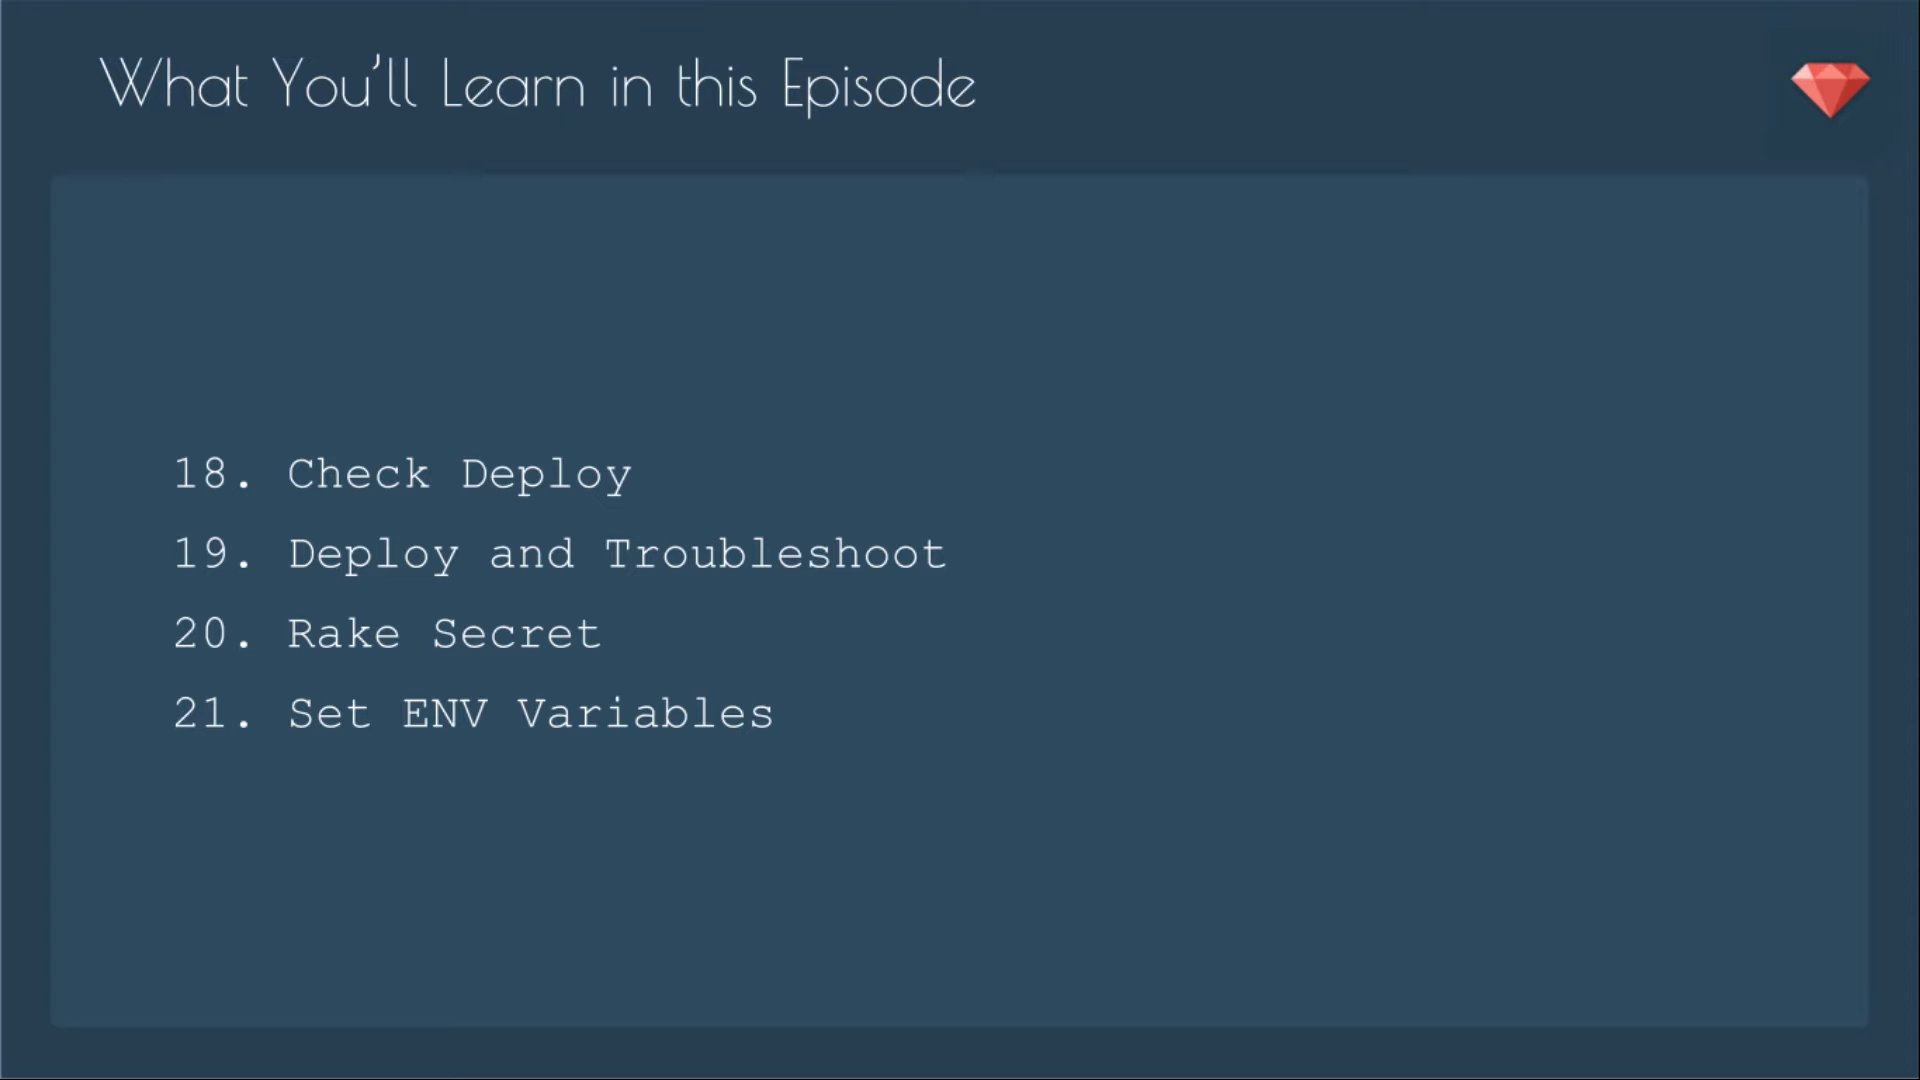 What You'll Learn in this Episode
18. Check Deploy
19. Deploy and Troubleshoot
20. Rake Secret
21. Set ENV Variables